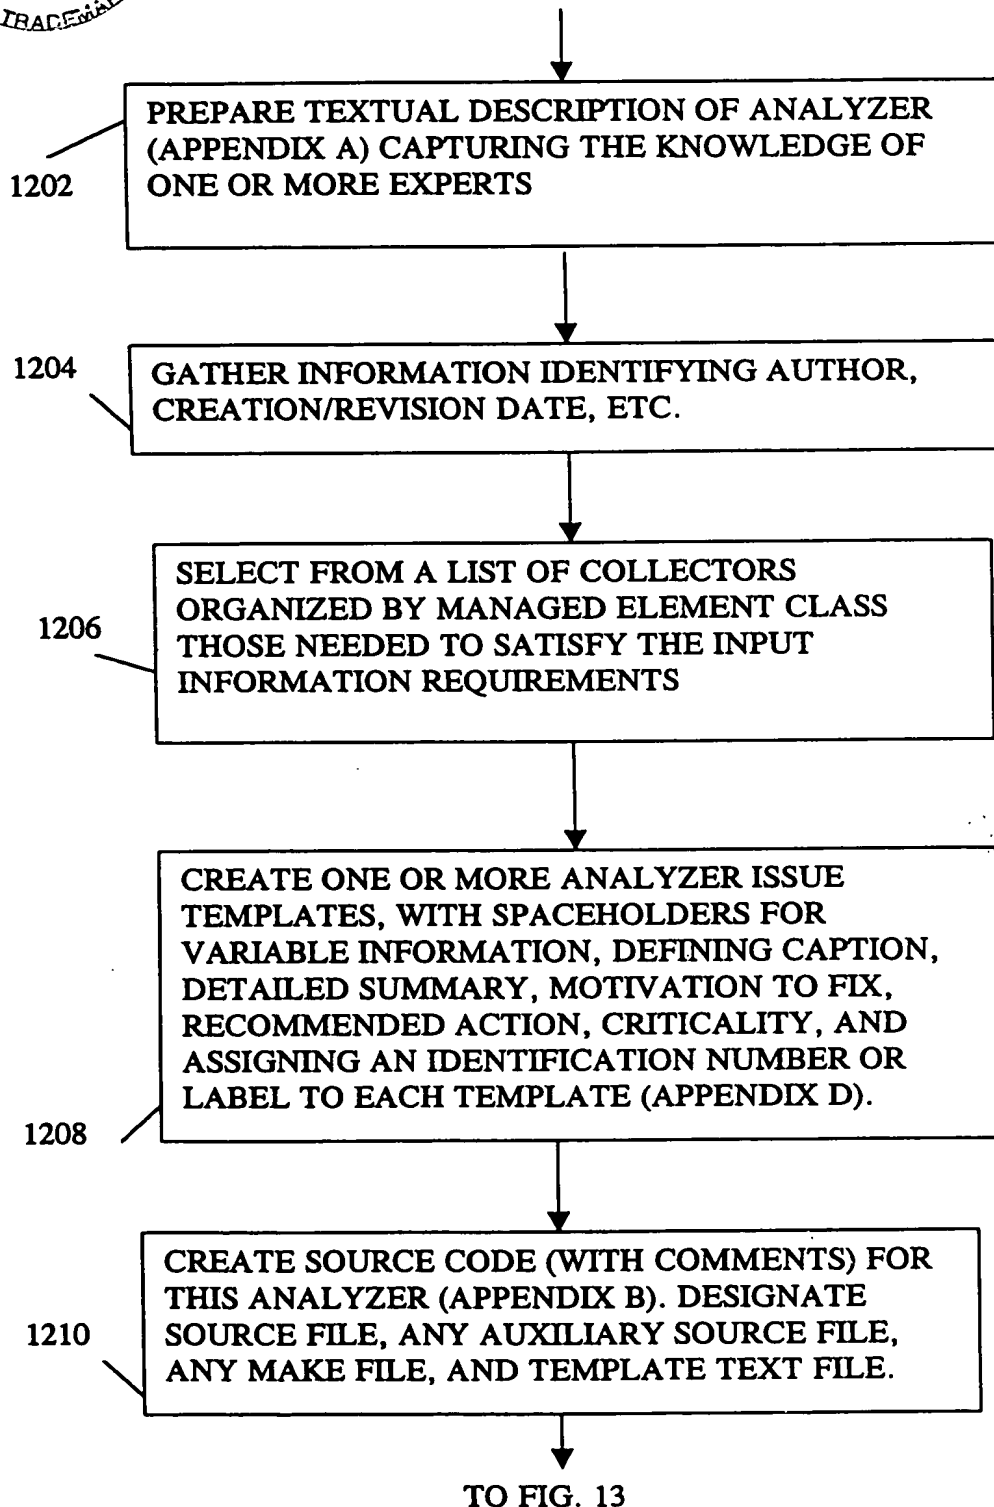 TRADEMA
PREPARE TEXTUAL DESCRIPTION OF ANALYZER
(APPENDIX A) CAPTURING THE KNOWLEDGE OF
ONE OR MORE EXPERTS
1202
1204
GATHER INFORMATION IDENTIFYING AUTHOR,
CREATION/REVISION DATE, ETC.
SELECT FROM A LIST OF COLLECTORS
ORGANIZED BY MANAGED ELEMENT CLASS
THOSE NEEDED TO SATISFY THE INPUT
INFORMATION REQUIREMENTS
1206
CREATE ONE OR MORE ANALYZER ISSUE
TEMPLATES, WITH SPACEHOLDERS FOR
VARIABLE INFORMATION, DEFINING CAPTION,
DETAILED SUMMARY, MOTIVATION TO FIX,
RECOMMENDED ACTION, CRITICALITY, AND
ASSIGNING AN IDENTIFICATION NUMBER OR
LABEL TO EACH TEMPLATE (APPENDIX D).
1208
CREATE SOURCE CODE (WITH COMMENTS) FOR
THIS ANALYZER (APPENDIX B). DESIGNATE
SOURCE FILE, ANY AUXILIARY SOURCE FILE,
ANY MAKE FILE, AND TEMPLATE TEXT FILE.
1210
TO FIG. 13